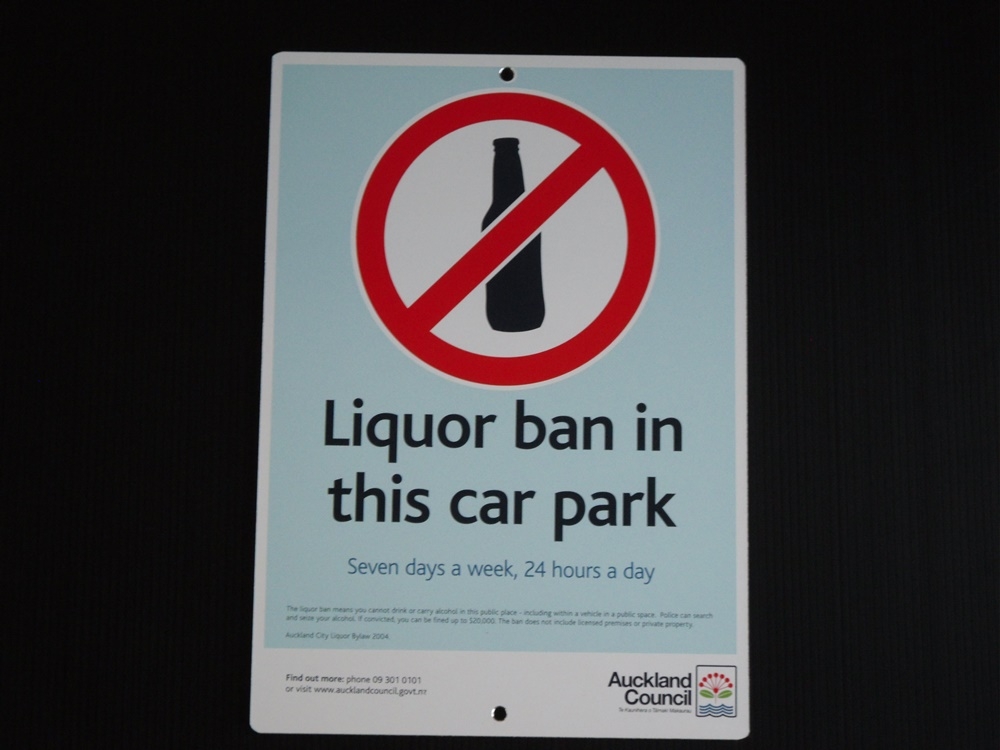 Liquor ban in
this car park
Seven days a week, 24 hours a day
The liquor ban means you cannot drink or carry alcohol in this public place - including within a vehicle in a public space. Police can search
and seize your alcohol. If convicted, you can be fined up to $20,000. The ban does not include licensed premises or private property.
Auckland City Liquor Bylaw 2004.
Find out more: phone 09 301 0101
or visit www.aucklandcouncil.govt.nz
Auckland
Council
Te Kaunihera o Tāmaki Makaurau